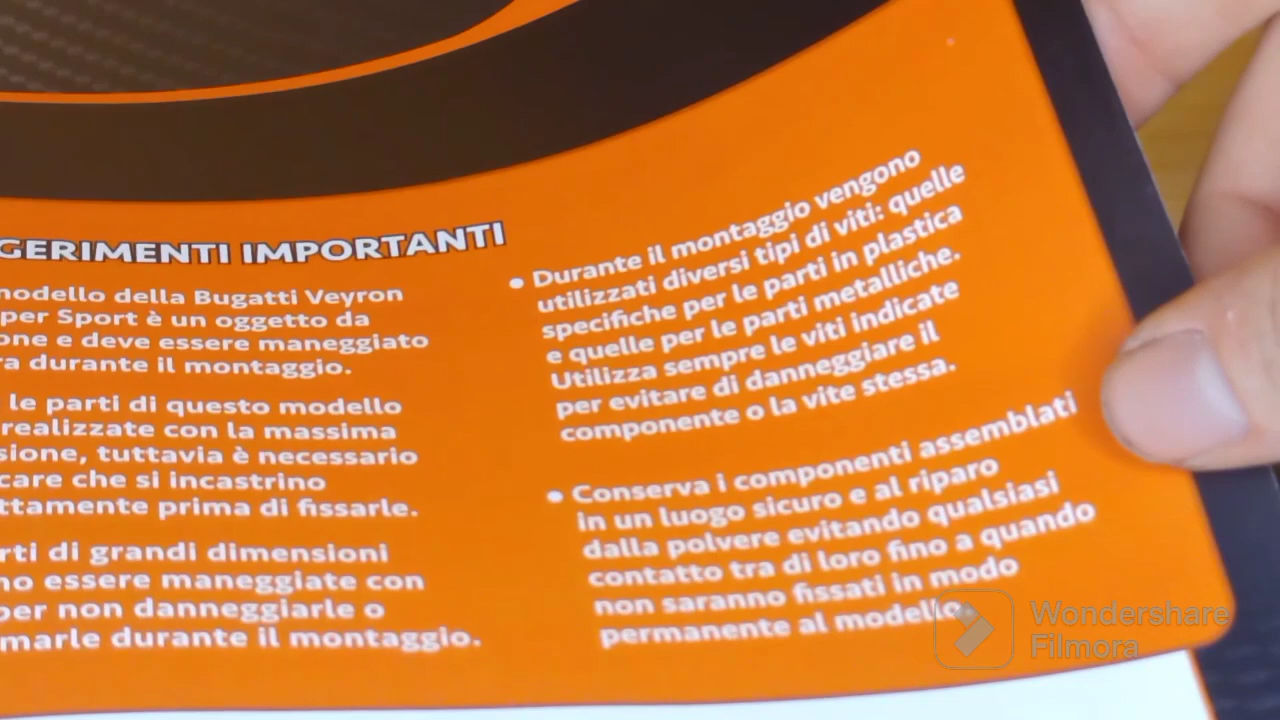 GERIMENTI IMPORTANTI
modello della Bugatti Veyron
per Sport è un oggetto da
one e deve essere maneggiato
ra durante il montaggio.
le parti di questo modello
realizzate con la massima
sione, tuttavia è necessario
care che si incastrino
ttamente prima di fissarle.
rti di grandi dimensioni
no essere maneggiate con
per non danneggiarle o
marle durante il montaggio.
• Durante il montaggio vengono
utilizzati diversi tipi di viti: quelle
specifiche per le parti in plastica
e quelle per le parti metalliche.
Utilizza sempre le viti indicate
per evitare di danneggiare il
componente o la vite stessa.
• Conserva i componenti assemblati
in un luogo sicuro e al riparo
dalla polvere evitando qualsiasi
contatto tra di loro fino a quando
non saranno fissati in modo
permanente al modello.
Wondershare
Filmora